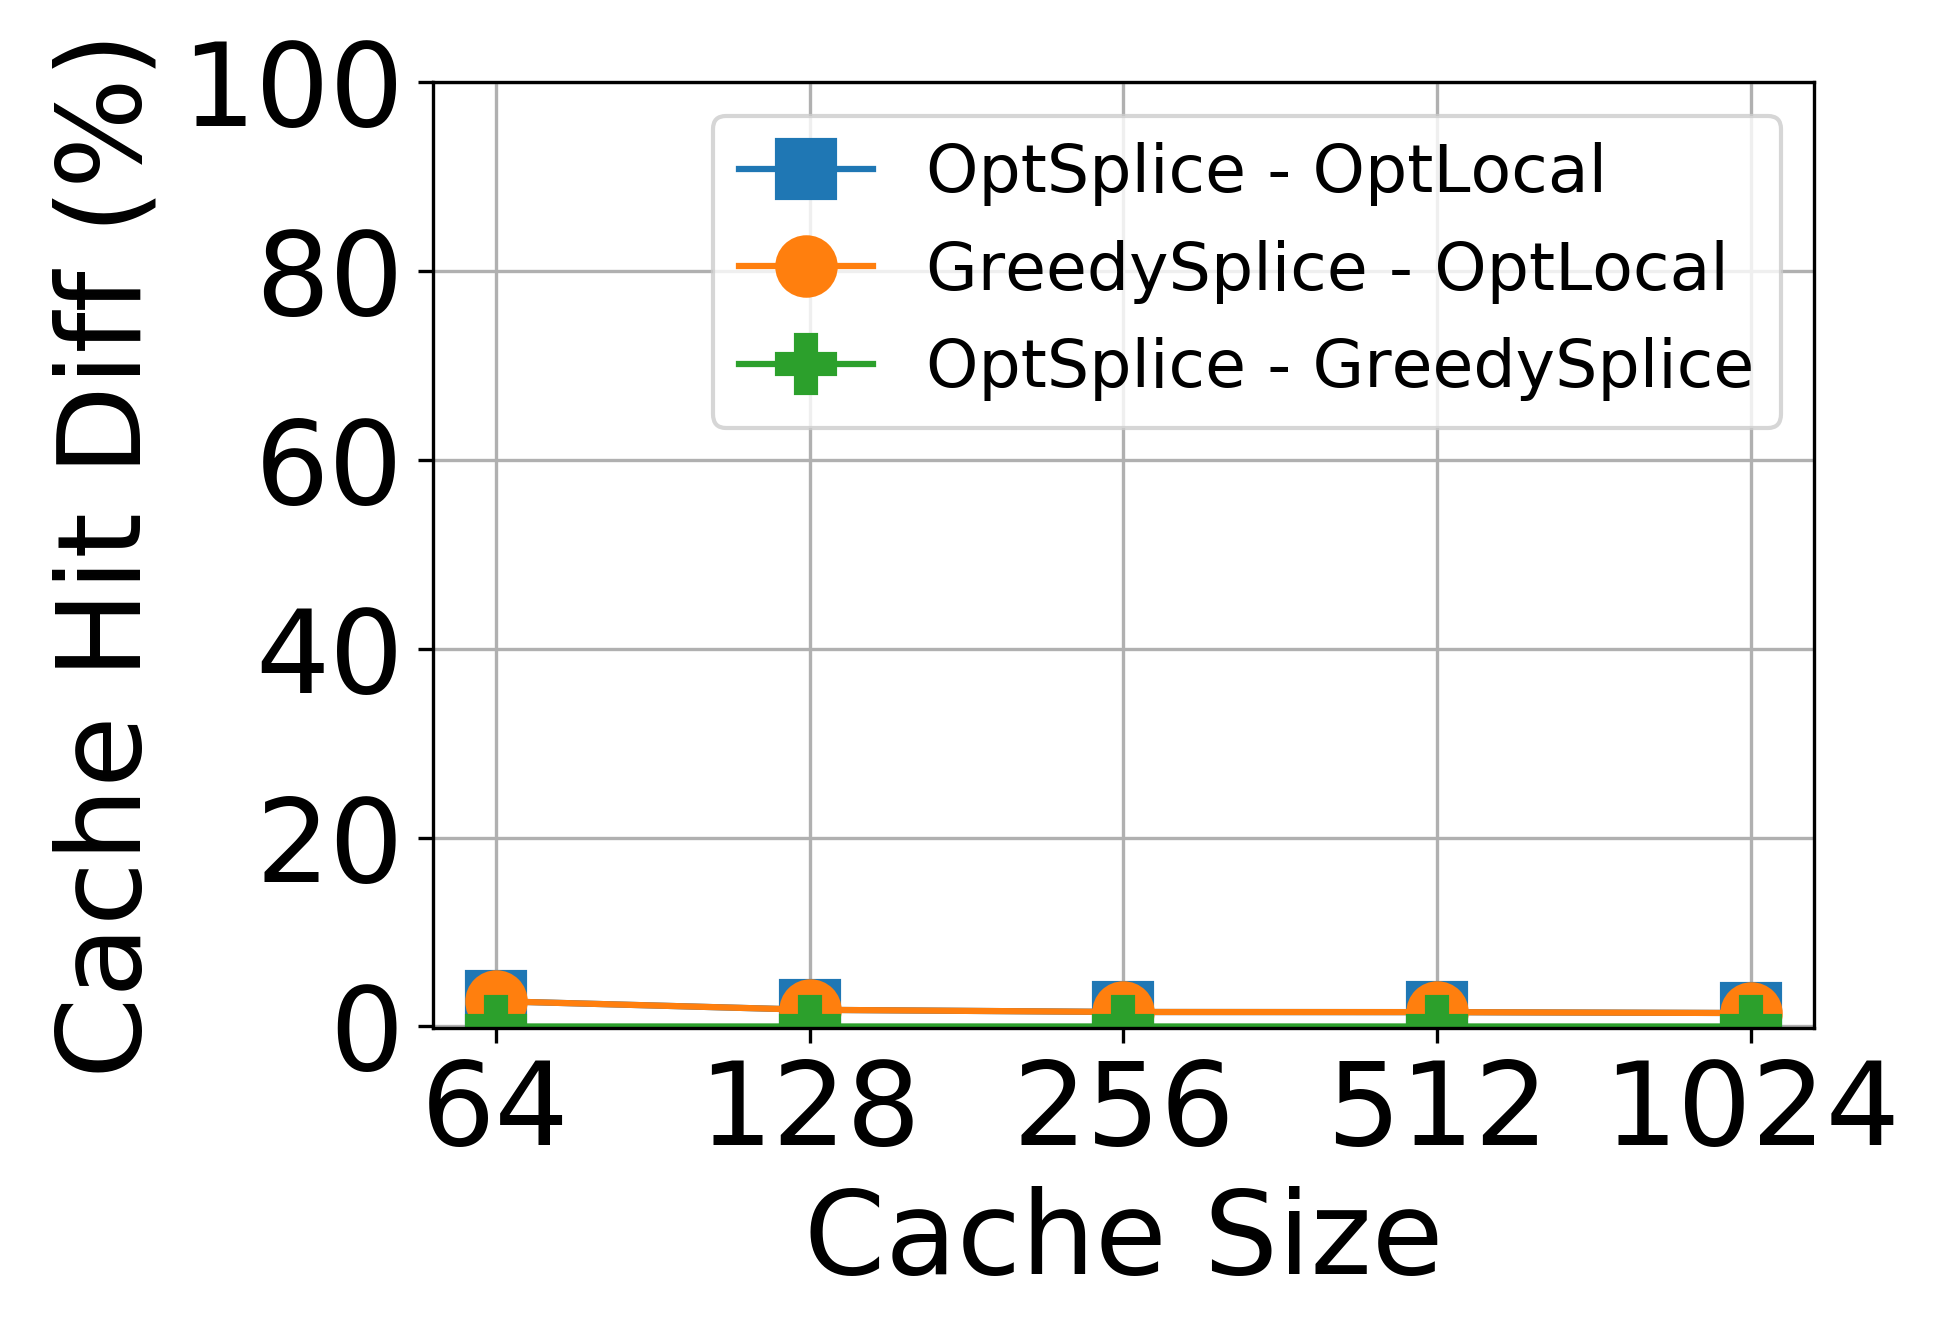 Cache Hit Diff (%)
100
80
60
40
20
0
OptSplice - OptLocal
GreedySplice - OptLocal
OptSplice - GreedySplice
64 128 256 512 1024
Cache Size